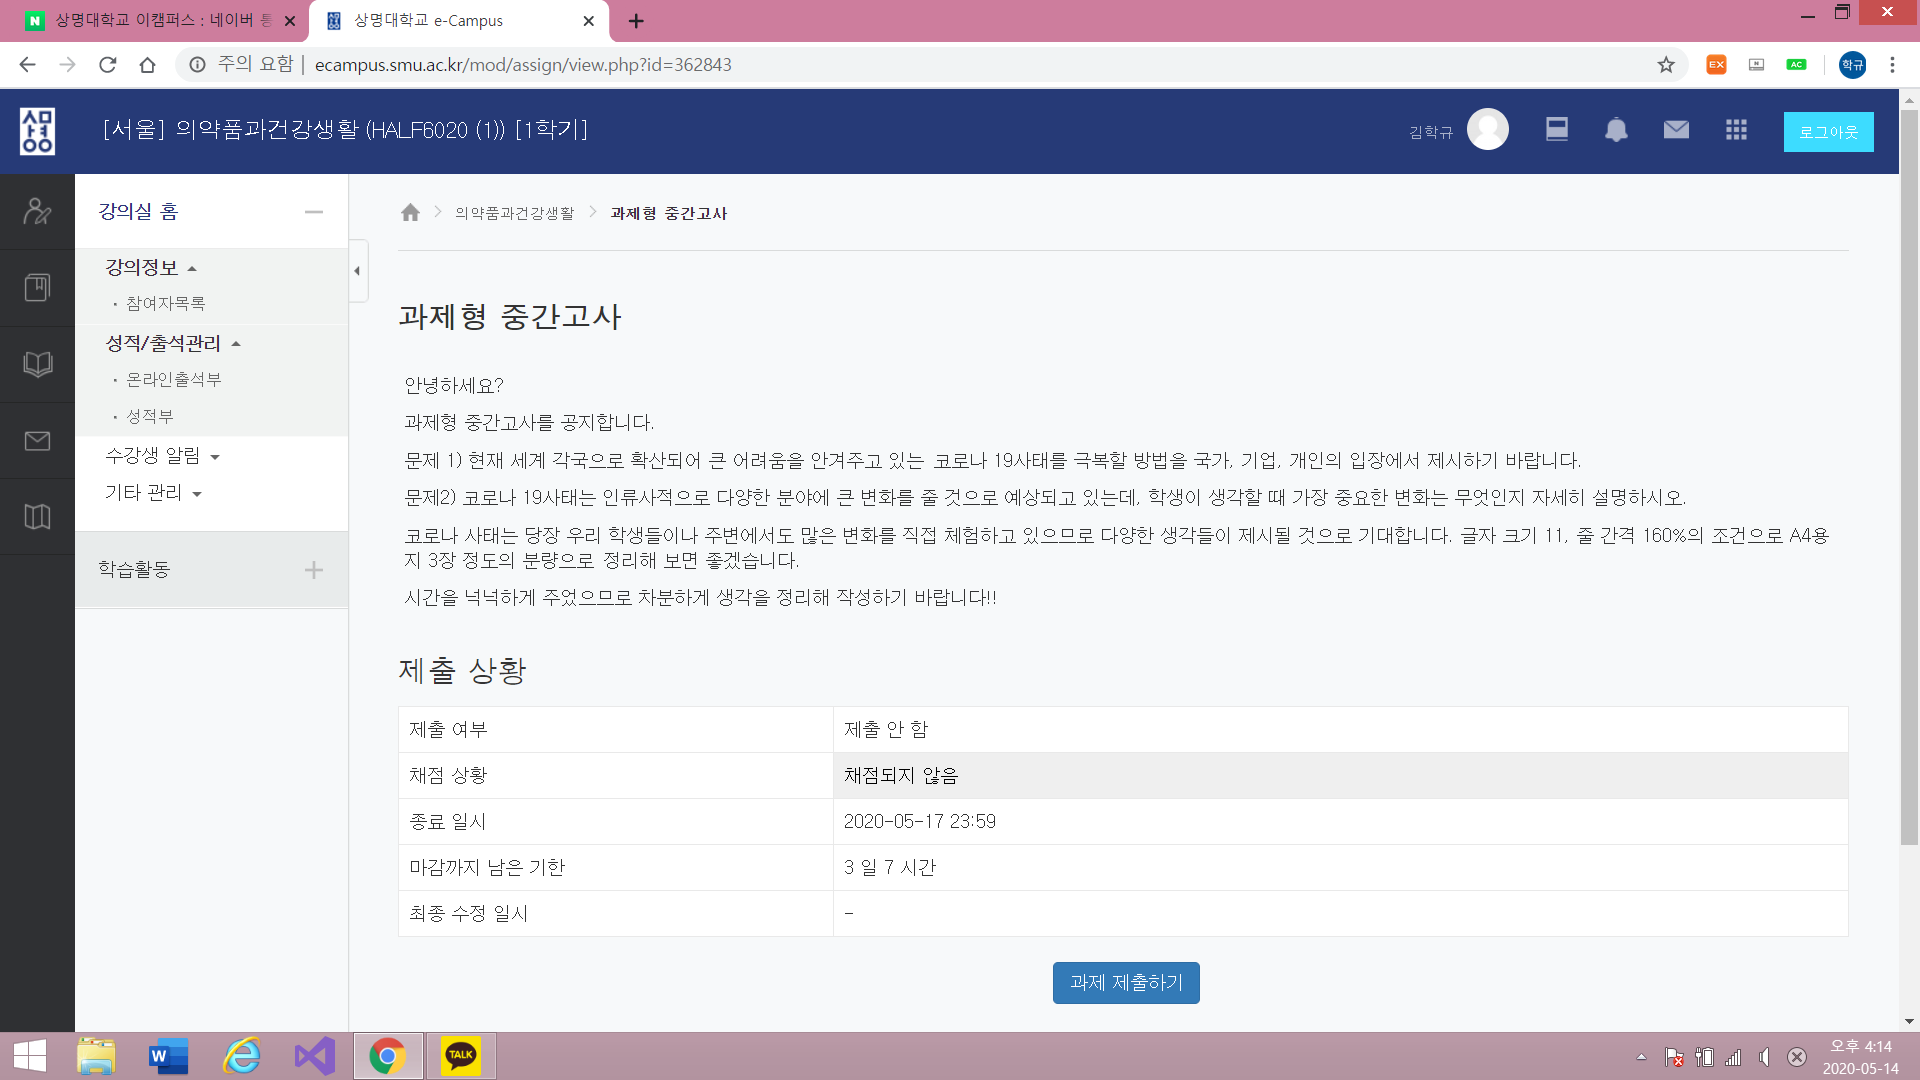 상명대학교 이캠퍼스 : 네이버 통
상명대학교 e-Campus
주의 요함
ecampus.smu.ac.kr/mod/assign/view.php?id=362843
EX
N
AC
학규
상명
[서울] 의약품과건강생활 (HALF6020 (1)) [1학기]
김학규
로그아웃
강의실 홈
강의정보
참여자목록
성적/출석관리
온라인출석부
성적부
수강생 알림
기타 관리
학습활동
의약품과건강생활
과제형 중간고사
과제형 중간고사
안녕하세요?
과제형 중간고사를 공지합니다.
문제 1) 현재 세계 각국으로 확산되어 큰 어려움을 안겨주고 있는 코로나 19사태를 극복할 방법을 국가, 기업, 개인의 입장에서 제시하기 바랍니다.
문제2) 코로나 19사태는 인류사적으로 다양한 분야에 큰 변화를 줄 것으로 예상되고 있는데, 학생이 생각할 때 가장 중요한 변화는 무엇인지 자세히 설명하시오.
코로나 사태는 당장 우리 학생들이나 주변에서도 많은 변화를 직접 체험하고 있으므로 다양한 생각들이 제시될 것으로 기대합니다. 글자 크기 11, 줄 간격 160%의 조건으로 A4용
지 3장 정도의 분량으로 정리해 보면 좋겠습니다.
시간을 넉넉하게 주었으므로 차분하게 생각을 정리해 작성하기 바랍니다!!
제출 상황
제출 여부
제출 안 함
채점 상황
채점되지 않음
종료 일시
2020-05-17 23:59
마감까지 남은 기한
3 일 7 시간
최종 수정 일시
-
과제 제출하기
TALK
오후 4:14
2020-05-14